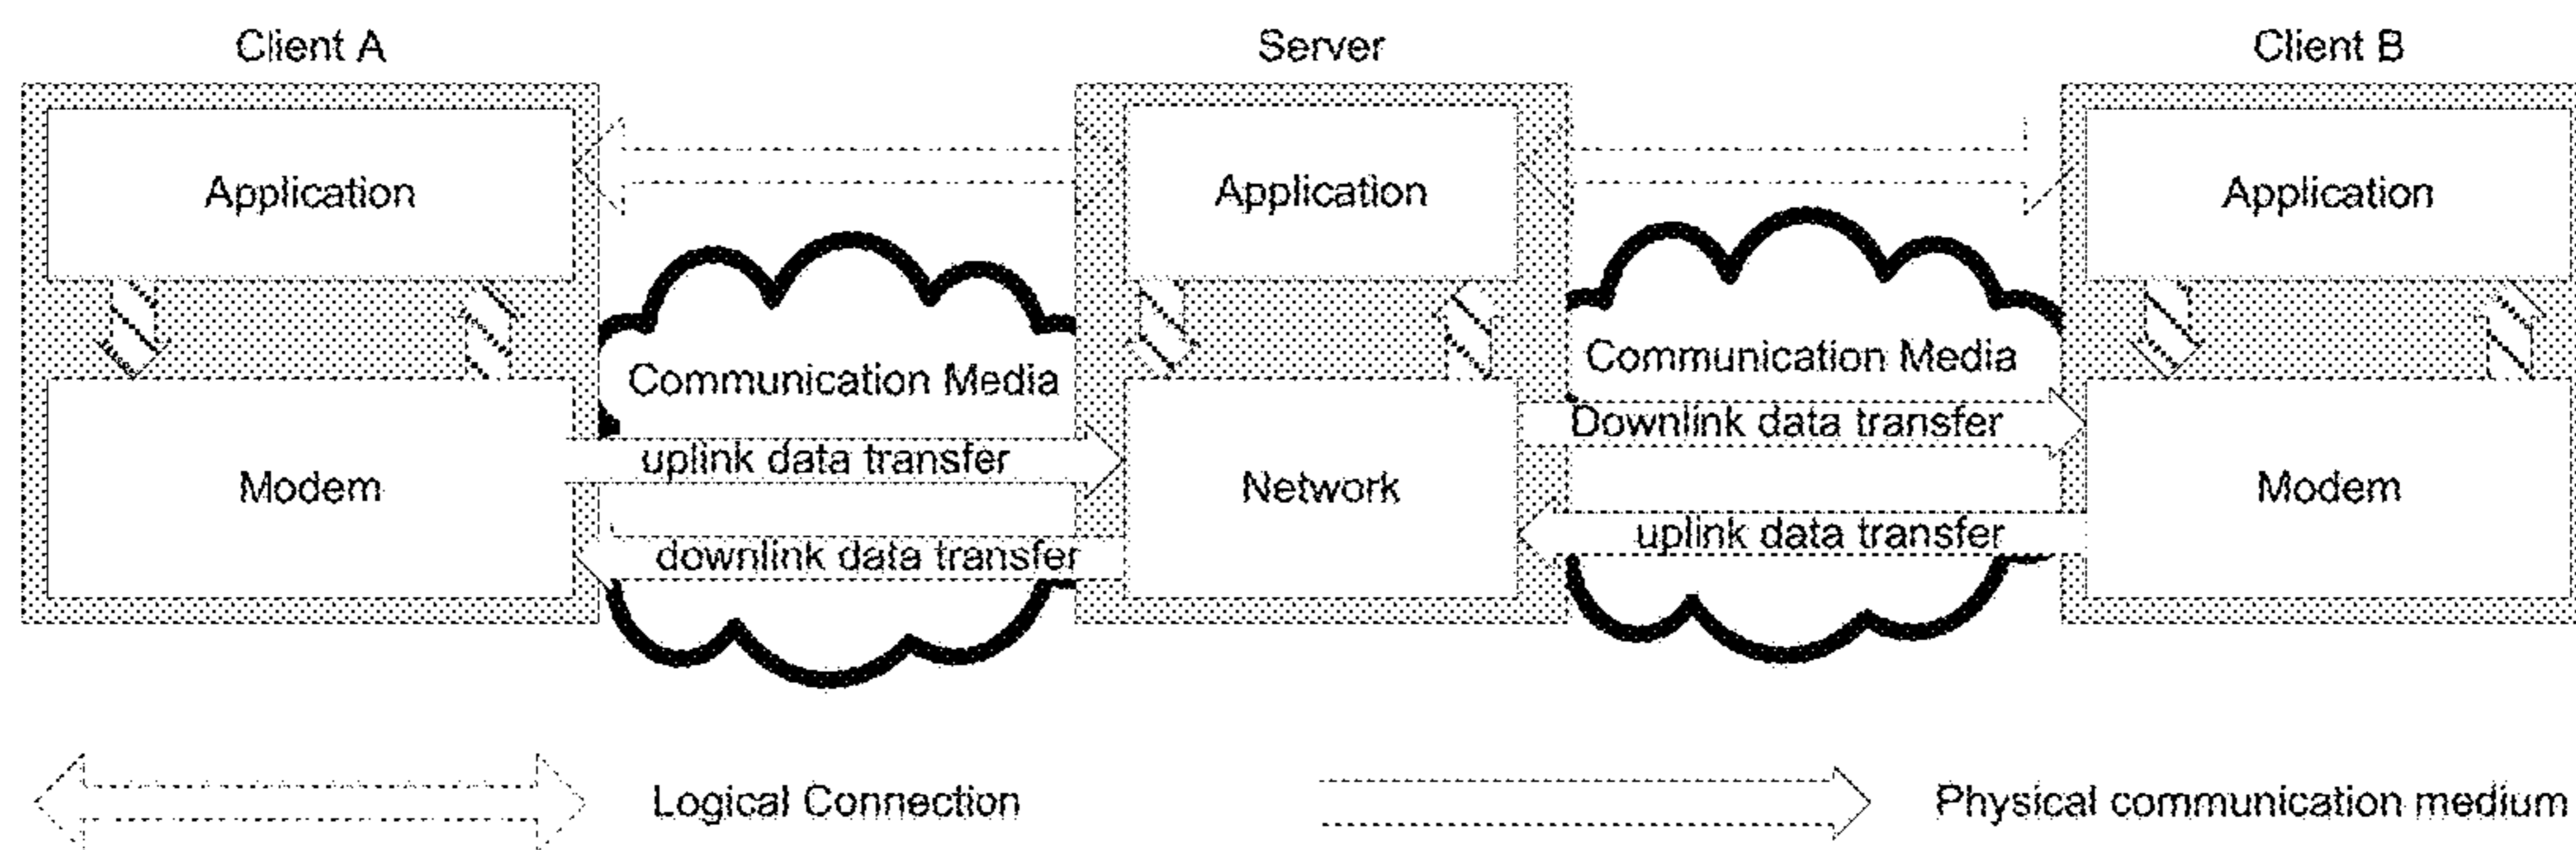 Client A
Server
Client B
Application
Application
Application
Communication Media
Communication Media
Downlink data transfer
uplink data transfer
Modem
Network
Modem
downlink data transfer
uplink data transfer
Logical Connection
Physical communication medium